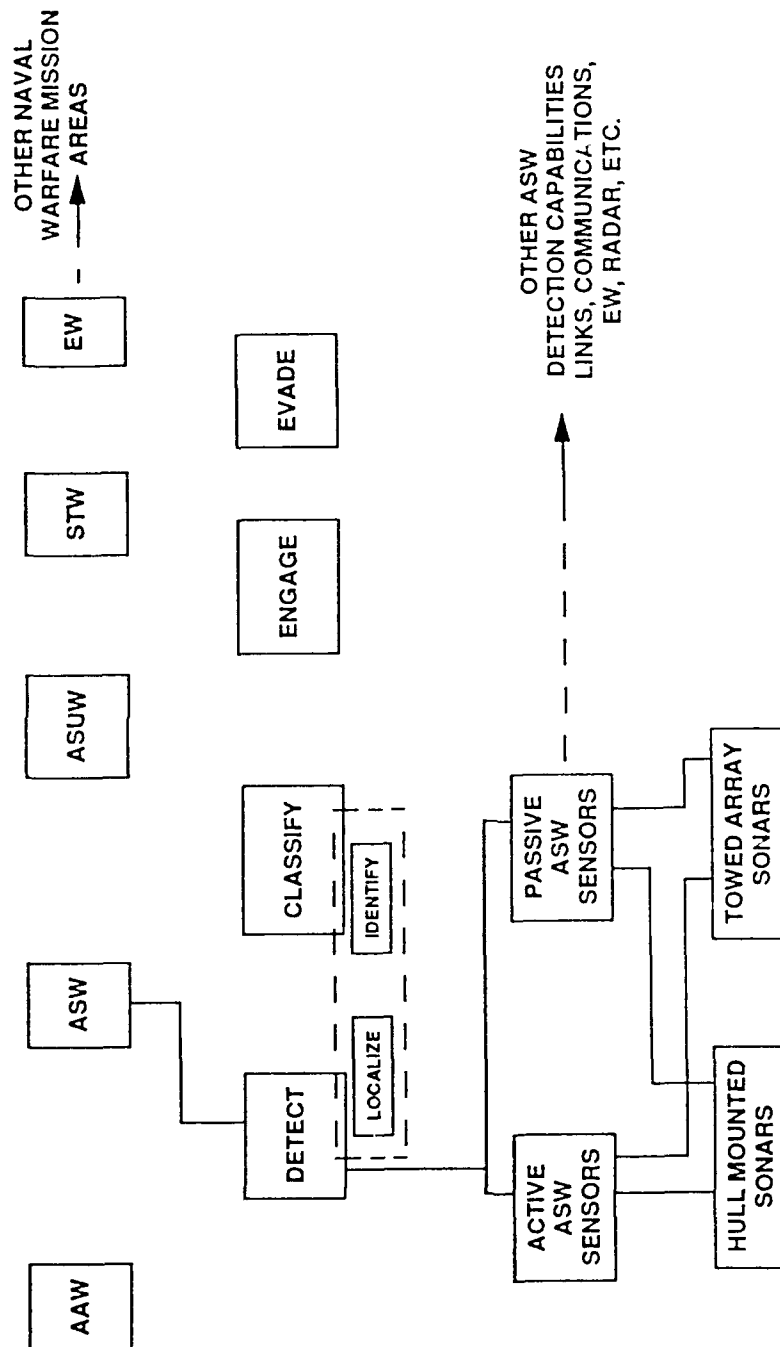 AAW
ASW
ASUW
STW
EW
OTHER NAVAL
WARFARE MISSION
AREAS
DETECT
CLASSIFY
ENGAGE
EVADE
LOCALIZE
IDENTIFY
ACTIVE
ASW
SENSORS
PASSIVE
ASW
SENSORS
OTHER ASW
DETECTION CAPABILITIES
LINKS, COMMUNICATIONS,
EW, RADAR, ETC.
HULL MOUNTED
SONARS
TOWED ARRAY
SONARS